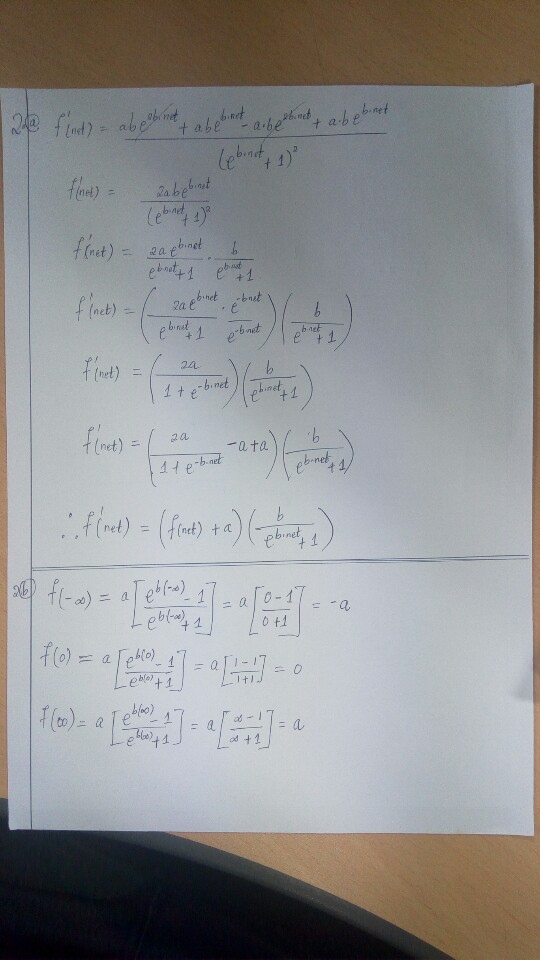 2(a) f'(net) = (abe^{2b·net} + abe^{b·net} - a·be^{2b·net} + a·be^{b·net}) / (e^{b·net} + 1)^2
f'(net) = 2abe^{b·net} / (e^{b·net} + 1)^2
f'(net) = 2ae^{b·net} / (e^{b·net} + 1) · b / (e^{b·net} + 1)
f'(net) = (2ae^{b·net} / (e^{b·net} + 1) · e^{-b·net} / e^{-b·net}) (b / (e^{b·net} + 1))
f'(net) = (2a / (1 + e^{-b·net})) (b / (e^{b·net} + 1))
f'(net) = (2a / (1 + e^{-b·net}) - a + a) (b / (e^{b·net} + 1))
∴ f'(net) = (f(net) + a) (b / (e^{b·net} + 1))
2(b) f(-∞) = a [(e^{b(-∞)} - 1) / (e^{b(-∞)} + 1)] = a [(0 - 1) / (0 + 1)] = -a
f(0) = a [(e^{b(0)} - 1) / (e^{b(0)} + 1)] = a [(1 - 1) / (1 + 1)] = 0
f(∞) = a [(e^{b(∞)} - 1) / (e^{b(∞)} + 1)] = a [(∞ - 1) / (∞ + 1)] = a